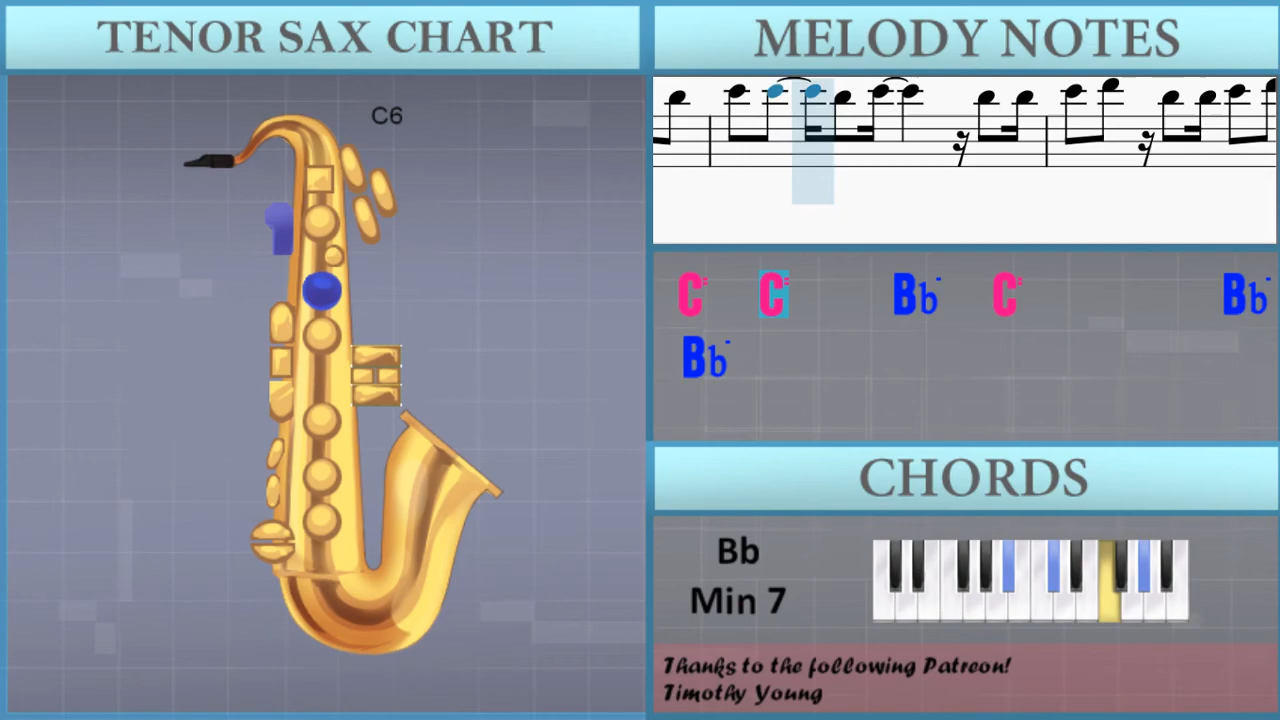 TENOR SAX CHART
C6
MELODY NOTES
C C Bb- C Bb-
Bb-
CHORDS
Bb
Min 7
Thanks to the following Patreon!
Timothy Young